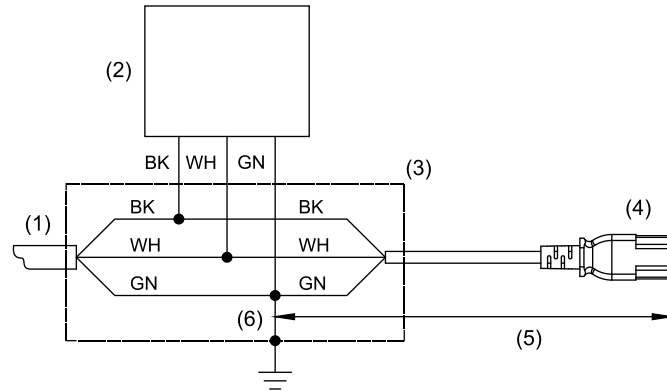 (2)
BK WH GN
(3)
(1)
BK BK
(4)
WH WH
GN GN
(6)
(5)